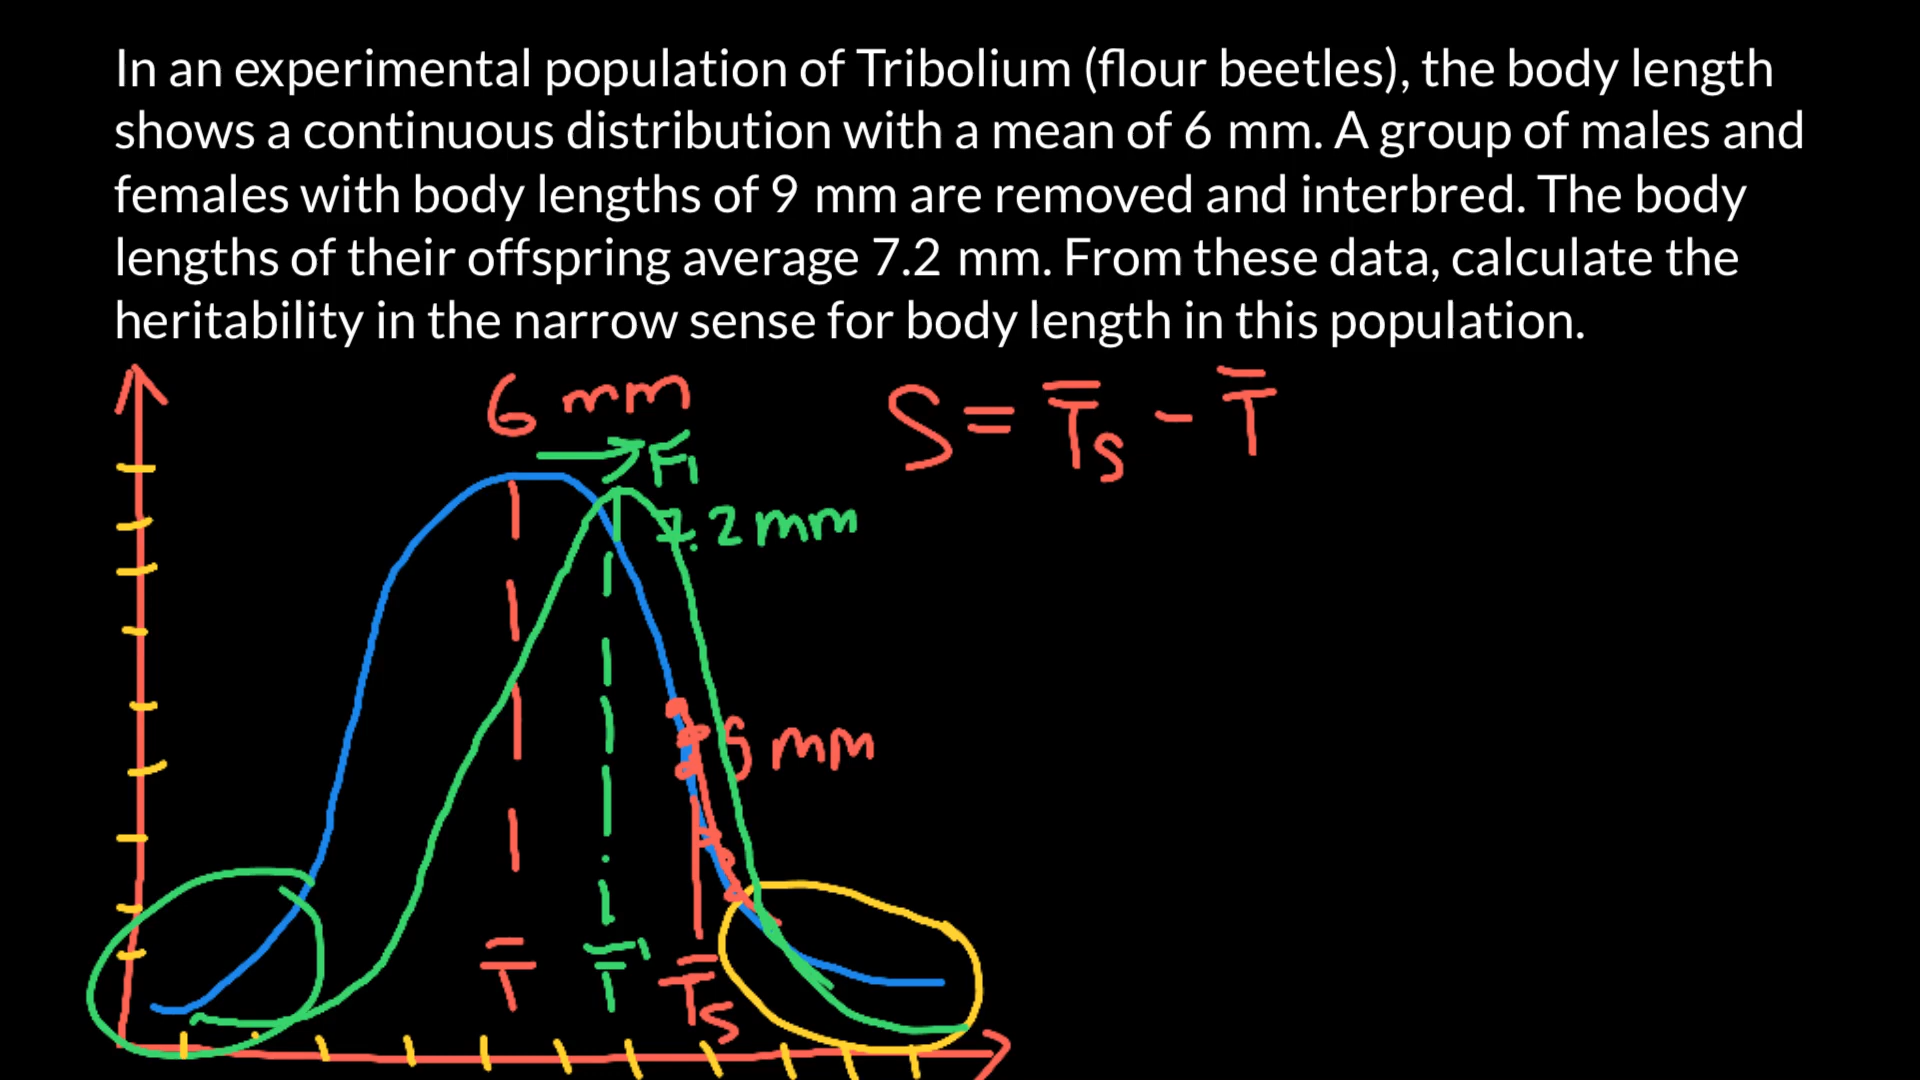 In an experimental population of Tribolium (flour beetles), the body length
shows a continuous distribution with a mean of 6 mm. A group of males and
females with body lengths of 9 mm are removed and interbred. The body
lengths of their offspring average 7.2 mm. From these data, calculate the
heritability in the narrow sense for body length in this population.
6 mm
S = T̄s - T̄
F1
7.2 mm
mm
T̄
T̄'
T̄s